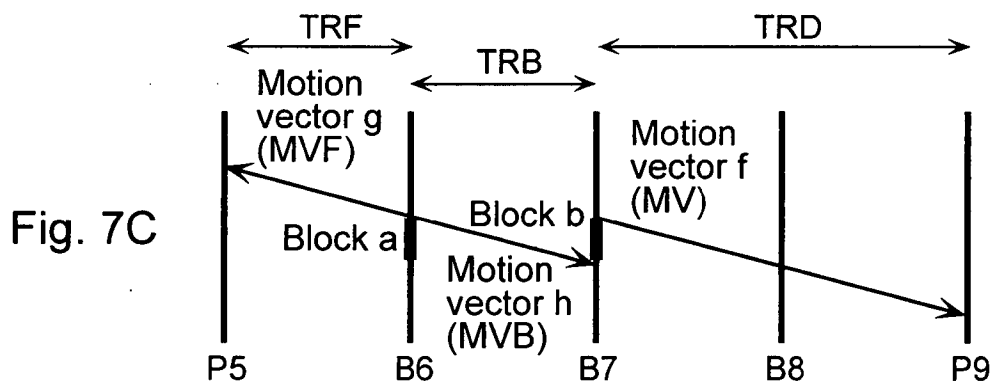 TRF
TRB
TRD
Motion
vector g
(MVF)
Motion
vector f
(MV)
Fig. 7C
Block a
Block b
Motion
vector h
(MVB)
P5
B6
B7
B8
P9